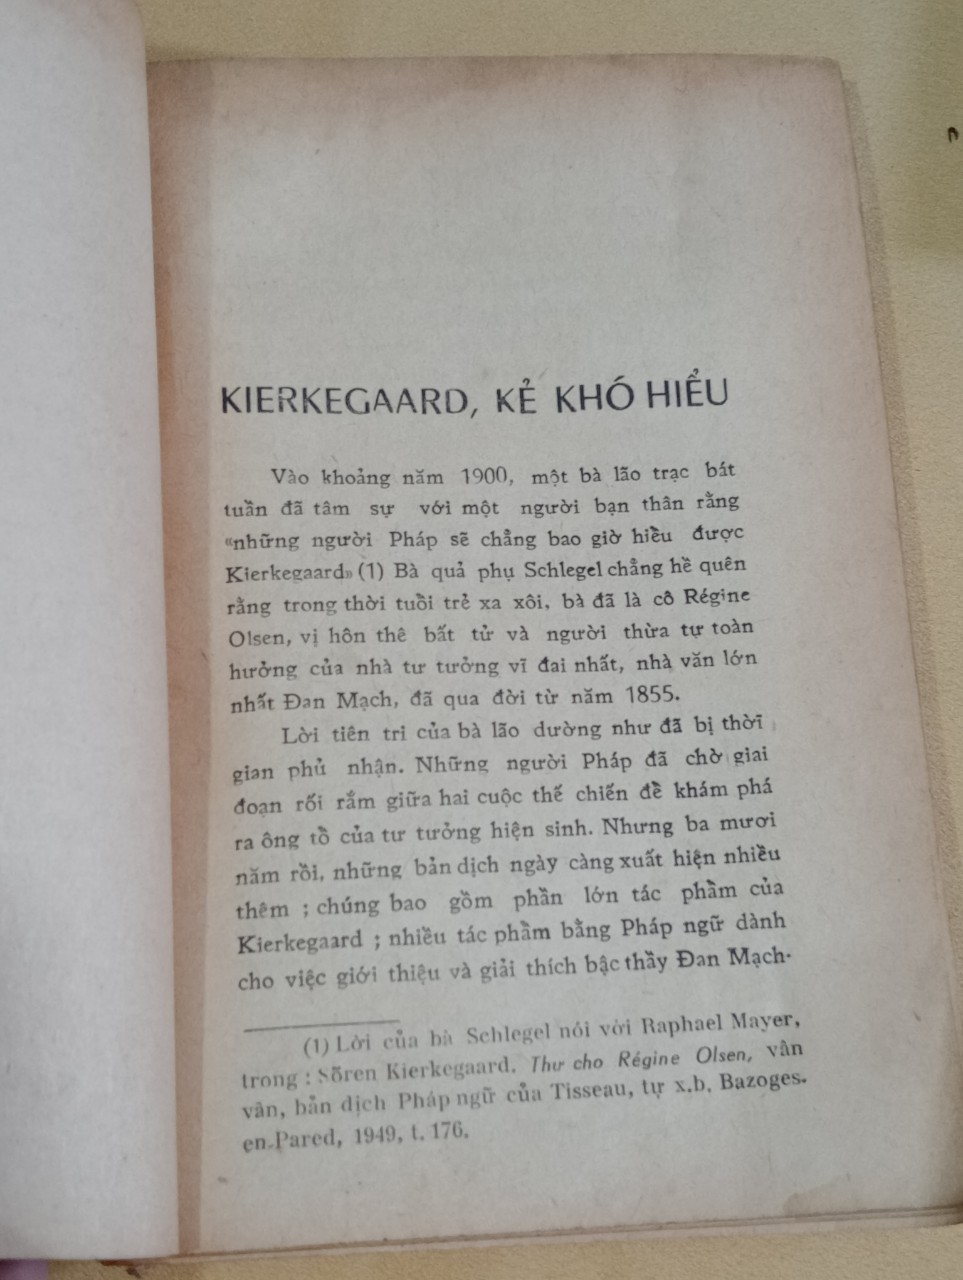 KIERKEGAARD, KẺ KHÓ HIỂU
Vào khoảng năm 1900, một bà lão trạc bát
tuần đã tâm sự với một người bạn thân rằng
«những người Pháp sẽ chẳng bao giờ hiểu được
Kierkegaard» (1) Bà quả phụ Schlegel chẳng hề quên
rằng trong thời tuổi trẻ xa xôi, bà đã là cô Régine
Olsen, vị hôn thê bất tử và người thừa tự toàn
hưởng của nhà tư tưởng vĩ đai nhất, nhà văn lớn
nhất Đan Mạch, đã qua đời từ năm 1855.
Lời tiên tri của bà lão dường như đã bị thời
gian phủ nhận. Những người Pháp đã chờ giai
đoạn rối rắm giữa hai cuộc thế chiến để khám phá
ra ông tổ của tư tưởng hiện sinh. Nhưng ba mươi
năm rồi, những bản dịch ngày càng xuất hiện nhiều
thêm ; chúng bao gồm phần lớn tác phẩm của
Kierkegaard ; nhiều tác phẩm bằng Pháp ngữ dành
cho việc giới thiệu và giải thích bậc thầy Đan Mạch.
(1) Lời của bà Schlegel nói với Raphael Mayer,
trong : Sören Kierkegaard. Thư cho Régine Olsen, vân
vân, bản dịch Pháp ngữ của Tisseau, tự x.b. Bazoges.
en-Pared, 1949, t. 176.